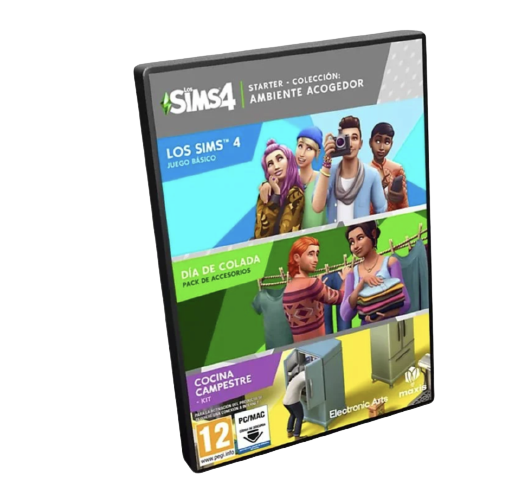 LOS
SIMS4
STARTER - COLECCIÓN:
AMBIENTE ACOGEDOR
LOS SIMS™ 4
JUEGO BÁSICO
DÍA DE COLADA
PACK DE ACCESORIOS
COCINA
CAMPESTRE
- KIT
12
www.pegi.info
PC/MAC
Electronic Arts
maxis